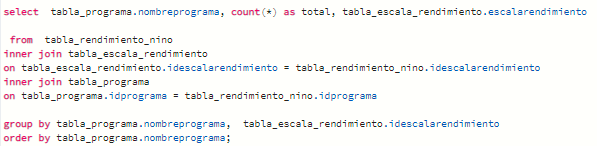 select  tabla_programa.nombreprograma, count(*) as total, tabla_escala_rendimiento.escalarendimiento
from  tabla_rendimiento_nino
inner join tabla_escala_rendimiento
on tabla_escala_rendimiento.idescalarendimiento = tabla_rendimiento_nino.idescalarendimiento
inner join tabla_programa
on tabla_programa.idprograma = tabla_rendimiento_nino.idprograma
group by tabla_programa.nombreprograma,  tabla_escala_rendimiento.idescalarendimiento
order by tabla_programa.nombreprograma;